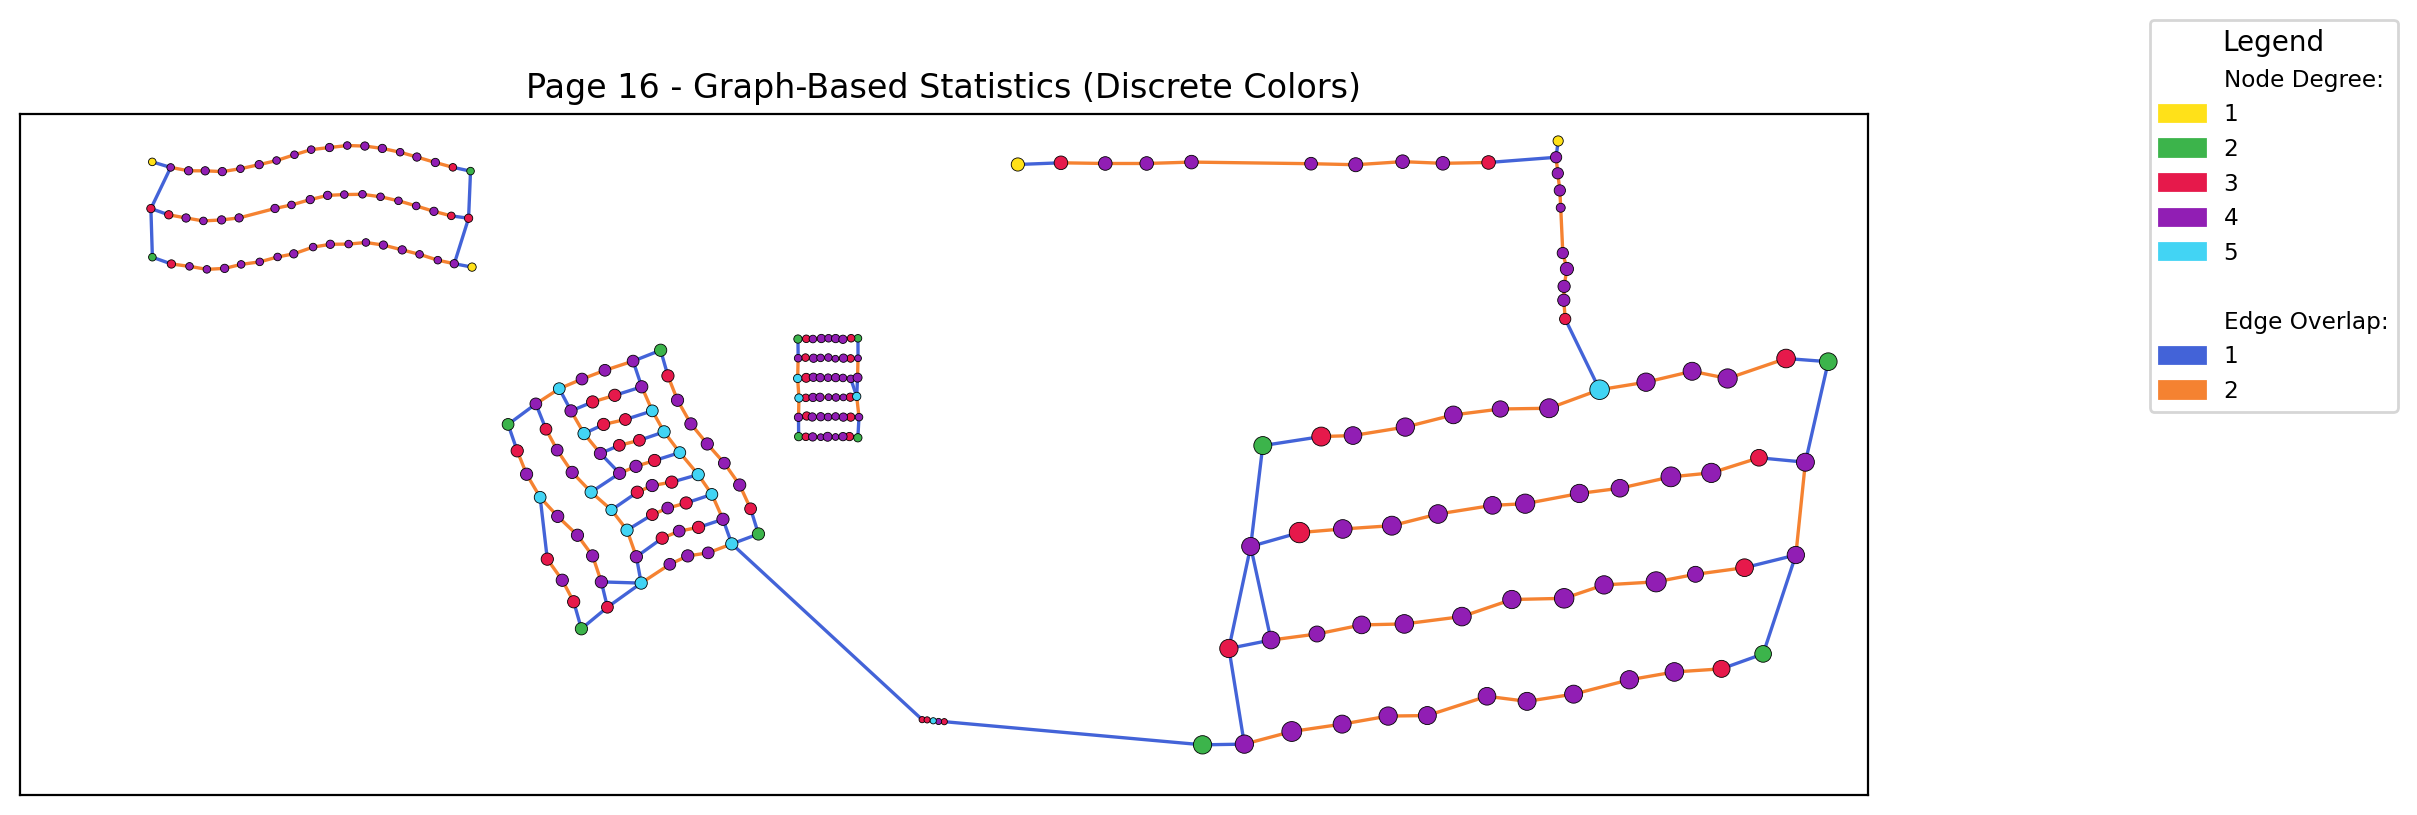 Page 16 - Graph-Based Statistics (Discrete Colors)
Legend
Node Degree:
1
2
3
4
5
Edge Overlap:
1
2